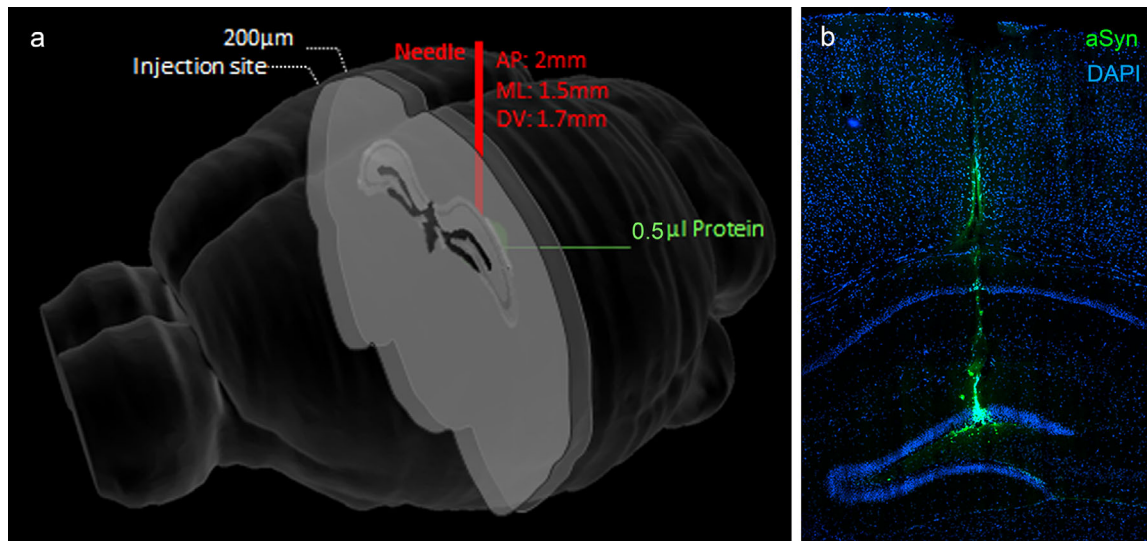 a
200µm
Injection site
Needle
AP: 2mm
ML: 1.5mm
DV: 1.7mm
0.5µl Protein
b
aSyn
DAPI